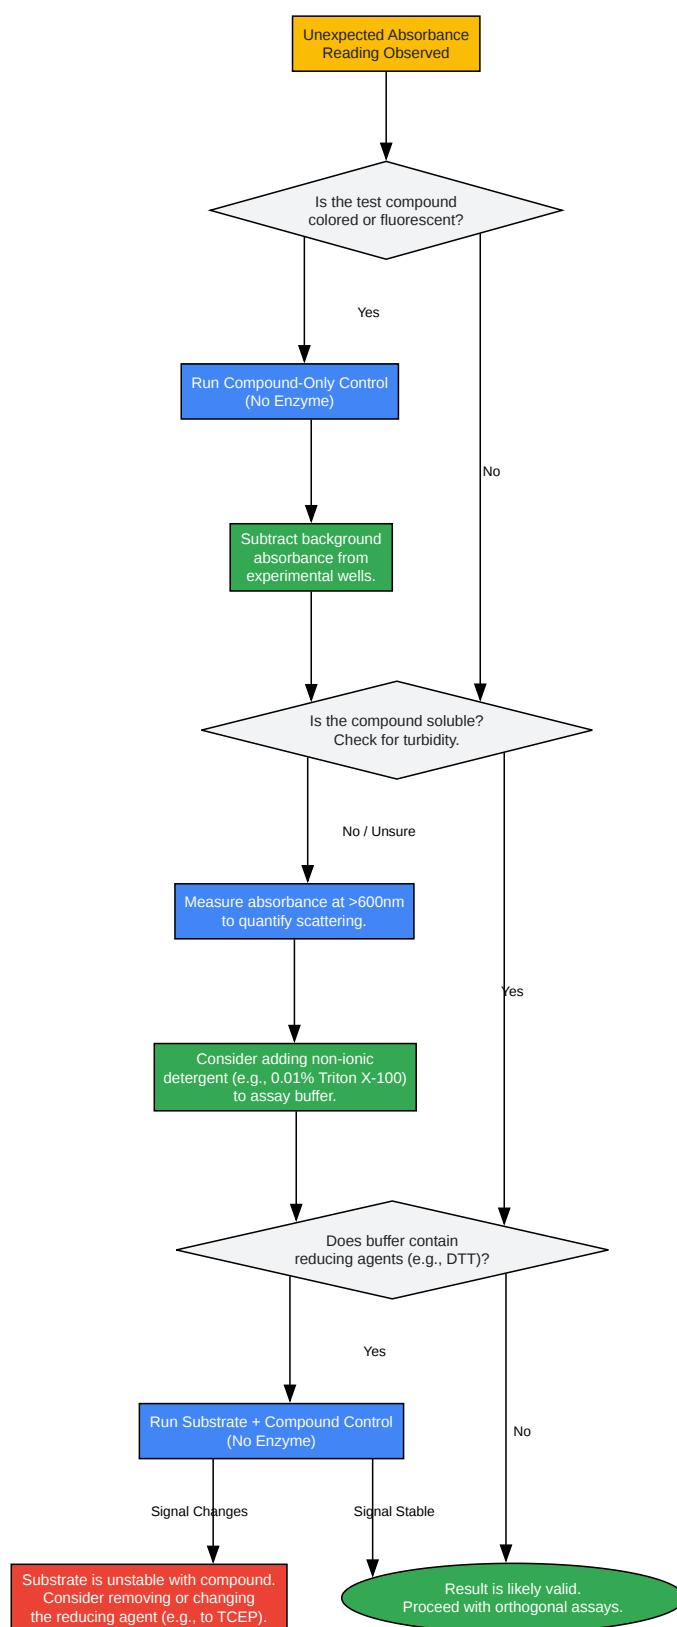 Unexpected Absorbance
Reading Observed
Is the test compound
colored or fluorescent?
Yes
Run Compound-Only Control
(No Enzyme)
No
Subtract background
absorbance from
experimental wells.
Is the compound soluble?
Check for turbidity.
No / Unsure
Measure absorbance at >600nm
to quantify scattering.
Yes
Consider adding non-ionic
detergent (e.g., 0.01% Triton X-100)
to assay buffer.
Does buffer contain
reducing agents (e.g., DTT)?
Yes
Run Substrate + Compound Control
(No Enzyme)
No
Signal Changes
Signal Stable
Substrate is unstable with compound.
Consider removing or changing
the reducing agent (e.g., to TCEP).
Result is likely valid.
Proceed with orthogonal assays.